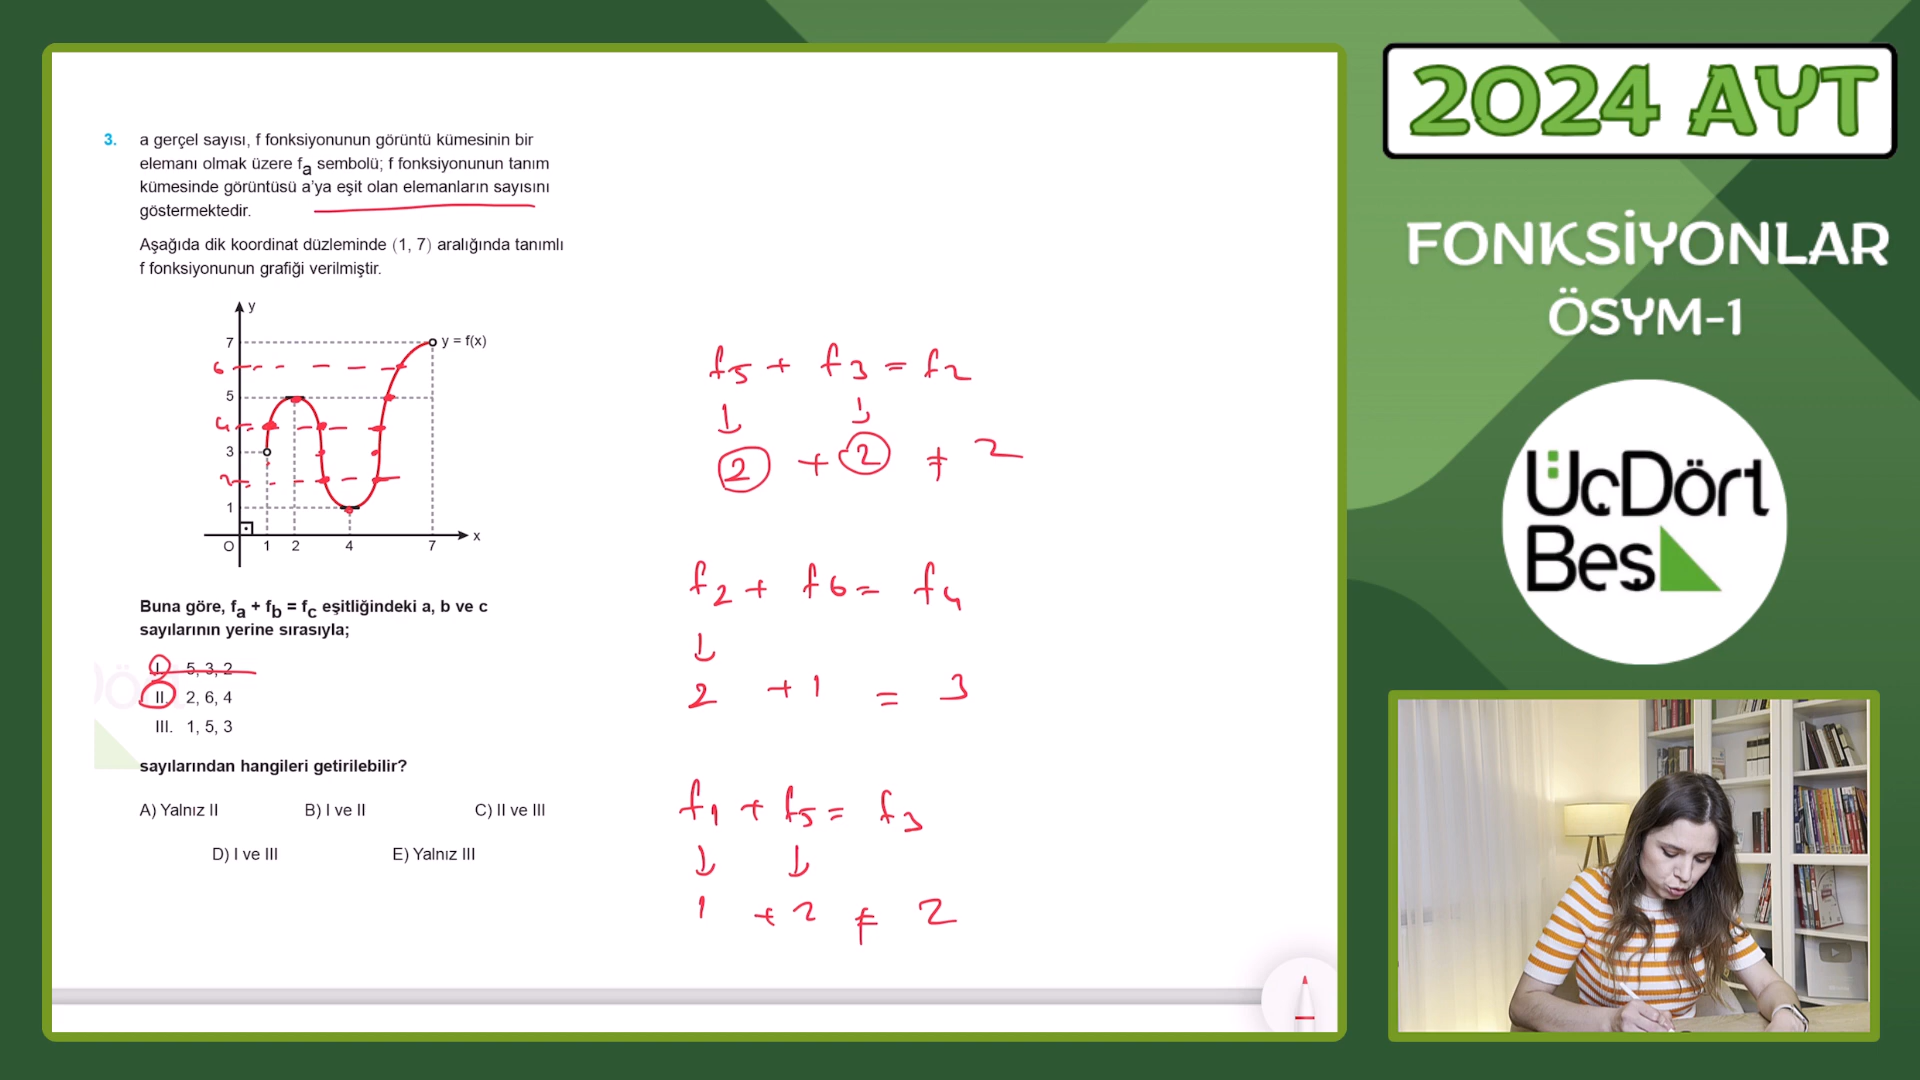 3. a gerçel sayısı, f fonksiyonunun görüntü kümesinin bir
elemanı olmak üzere fa sembolü; f fonksiyonunun tanım
kümesinde görüntüsü a'ya eşit olan elemanların sayısını
göstermektedir.
Aşağıda dik koordinat düzleminde (1, 7) aralığında tanımlı
f fonksiyonunun grafiği verilmiştir.
y
7
y = f(x)
6
5
4
3
2
1
O 1 2 4 7 x
Buna göre, fa + fb = fc eşitliğindeki a, b ve c
sayılarının yerine sırasıyla;
I. 5, 3, 2
II. 2, 6, 4
III. 1, 5, 3
sayılarından hangileri getirilebilir?
A) Yalnız II B) I ve II C) II ve III
D) I ve III E) Yalnız III
f5 + f3 = f2
↓ ↓
2 + 2 ≠ 2
f2 + f6 = f4
↓
2 + 1 = 3
f1 + f5 = f3
↓ ↓
1 + 2 ≠ 2
2024 AYT
FONKSİYONLAR
ÖSYM-1
ÜçDört
Beş